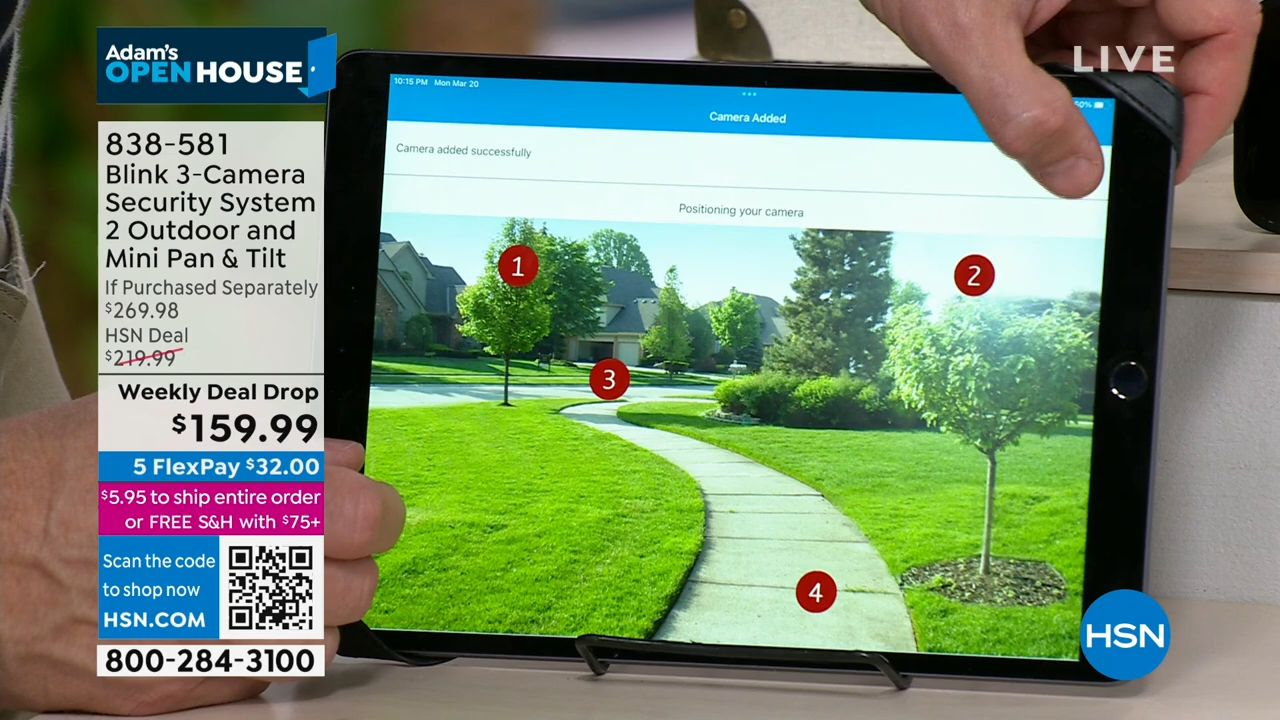 Adam's
OPEN HOUSE
LIVE
838-581
Blink 3-Camera
Security System
2 Outdoor and
Mini Pan & Tilt
If Purchased Separately
$269.98
HSN Deal
$219.99
Weekly Deal Drop
$159.99
5 FlexPay $32.00
$5.95 to ship entire order
or FREE S&H with $75+
Scan the code
to shop now
HSN.COM
800-284-3100
10:15 PM Mon Mar 20
60%
Camera Added
Camera added successfully
Positioning your camera
1
2
3
4
HSN